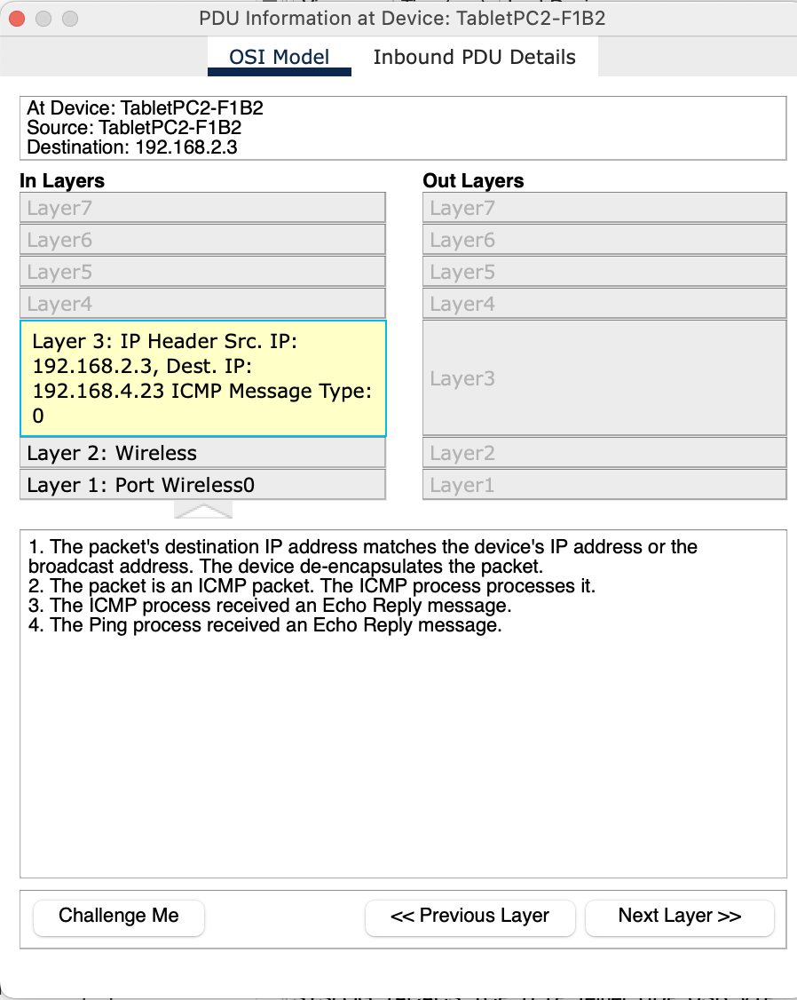 PDU Information at Device: TabletPC2-F1B2
OSI Model
Inbound PDU Details
At Device: TabletPC2-F1B2
Source: TabletPC2-F1B2
Destination: 192.168.2.3
In Layers
Out Layers
Layer7
Layer7
Layer6
Layer6
Layer5
Layer5
Layer4
Layer4
Layer 3: IP Header Src. IP:
192.168.2.3, Dest. IP:
192.168.4.23 ICMP Message Type:
0
Layer3
Layer 2: Wireless
Layer2
Layer 1: Port Wireless0
Layer1
1. The packet's destination IP address matches the device's IP address or the
broadcast address. The device de-encapsulates the packet.
2. The packet is an ICMP packet. The ICMP process processes it.
3. The ICMP process received an Echo Reply message.
4. The Ping process received an Echo Reply message.
Challenge Me
<< Previous Layer
Next Layer >>